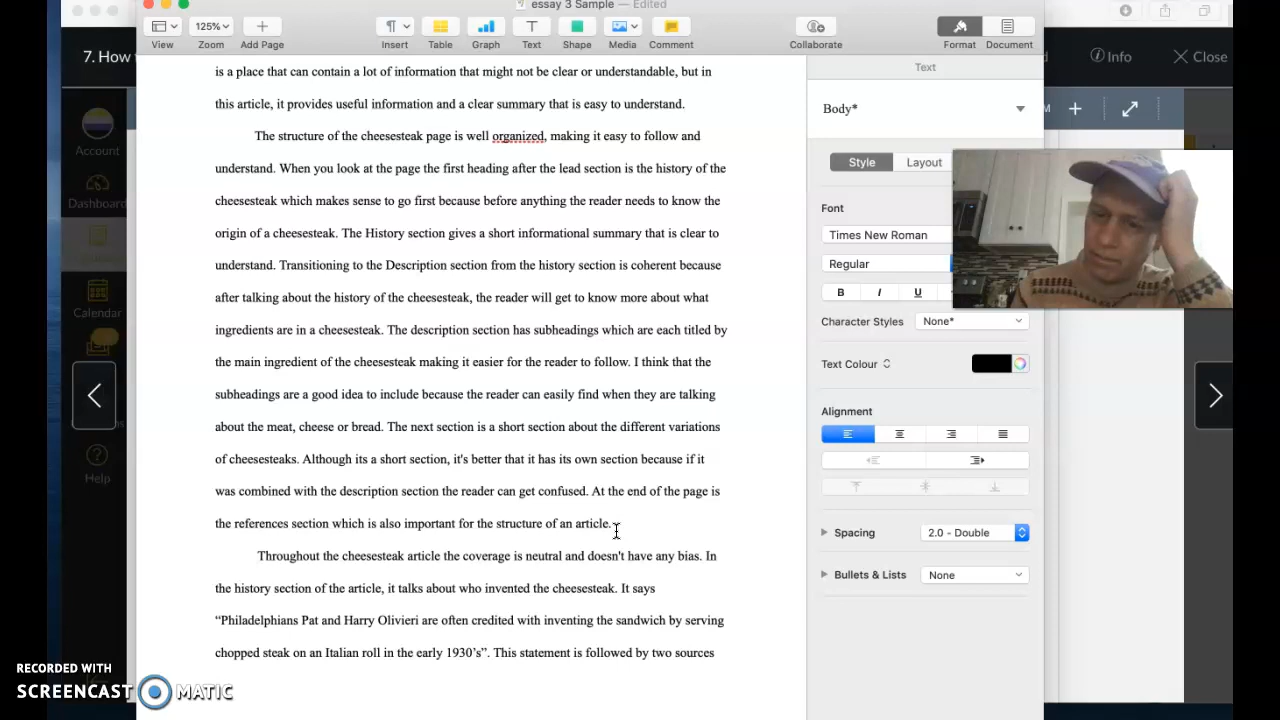 essay 3 Sample — Edited
125%
View
Zoom
Add Page
Insert
Table
Graph
Text
Shape
Media
Comment
Collaborate
Format
Document
7. How
Info
Close
Text
is a place that can contain a lot of information that might not be clear or understandable, but in
this article, it provides useful information and a clear summary that is easy to understand.
The structure of the cheesesteak page is well organized, making it easy to follow and
understand. When you look at the page the first heading after the lead section is the history of the
cheesesteak which makes sense to go first because before anything the reader needs to know the
origin of a cheesesteak. The History section gives a short informational summary that is clear to
understand. Transitioning to the Description section from the history section is coherent because
after talking about the history of the cheesesteak, the reader will get to know more about what
ingredients are in a cheesesteak. The description section has subheadings which are each titled by
the main ingredient of the cheesesteak making it easier for the reader to follow. I think that the
subheadings are a good idea to include because the reader can easily find when they are talking
about the meat, cheese or bread. The next section is a short section about the different variations
of cheesesteaks. Although its a short section, it's better that it has its own section because if it
was combined with the description section the reader can get confused. At the end of the page is
the references section which is also important for the structure of an article.
Throughout the cheesesteak article the coverage is neutral and doesn't have any bias. In
the history section of the article, it talks about who invented the cheesesteak. It says
“Philadelphians Pat and Harry Olivieri are often credited with inventing the sandwich by serving
chopped steak on an Italian roll in the early 1930’s”. This statement is followed by two sources
Body*
Style
Layout
Font
Times New Roman
Regular
B I U
Character Styles
None*
Text Colour
Alignment
Spacing
2.0 - Double
Bullets & Lists
None
Account
Dashboard
Calendar
Help
RECORDED WITH
SCREENCAST MATIC